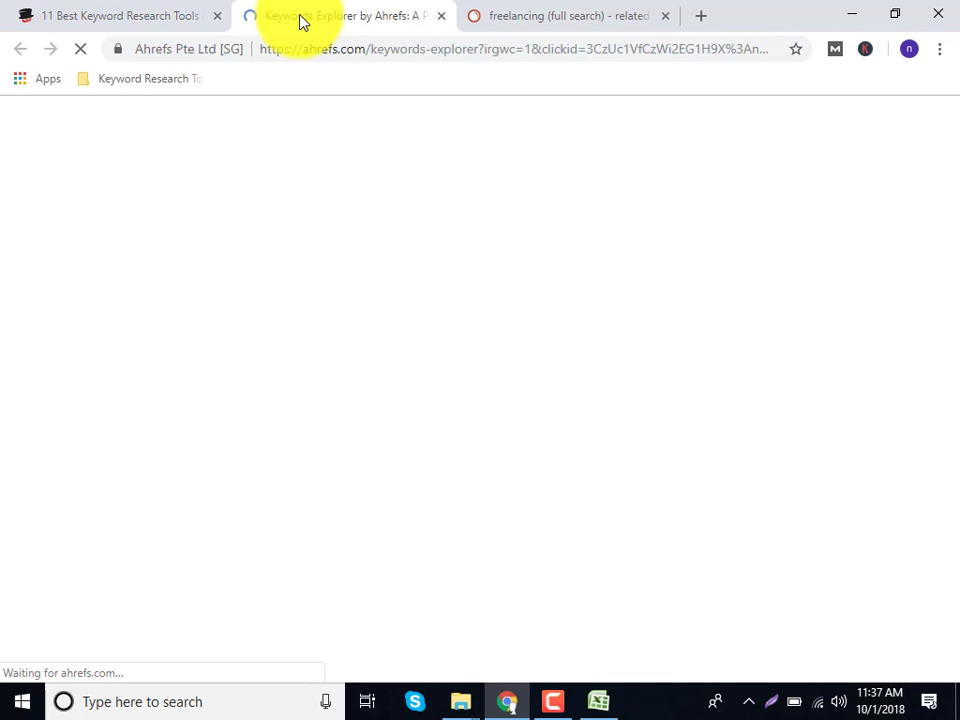 11 Best Keyword Research Tools
Keywords Explorer by Ahrefs: A P
freelancing (full search) - related
Ahrefs Pte Ltd [SG]
https://ahrefs.com/keywords-explorer?irgwc=1&clickid=3CzUc1VfCzWi2EG1H9X%3An...
Apps
Keyword Research To
Waiting for ahrefs.com...
Type here to search
11:37 AM
10/1/2018